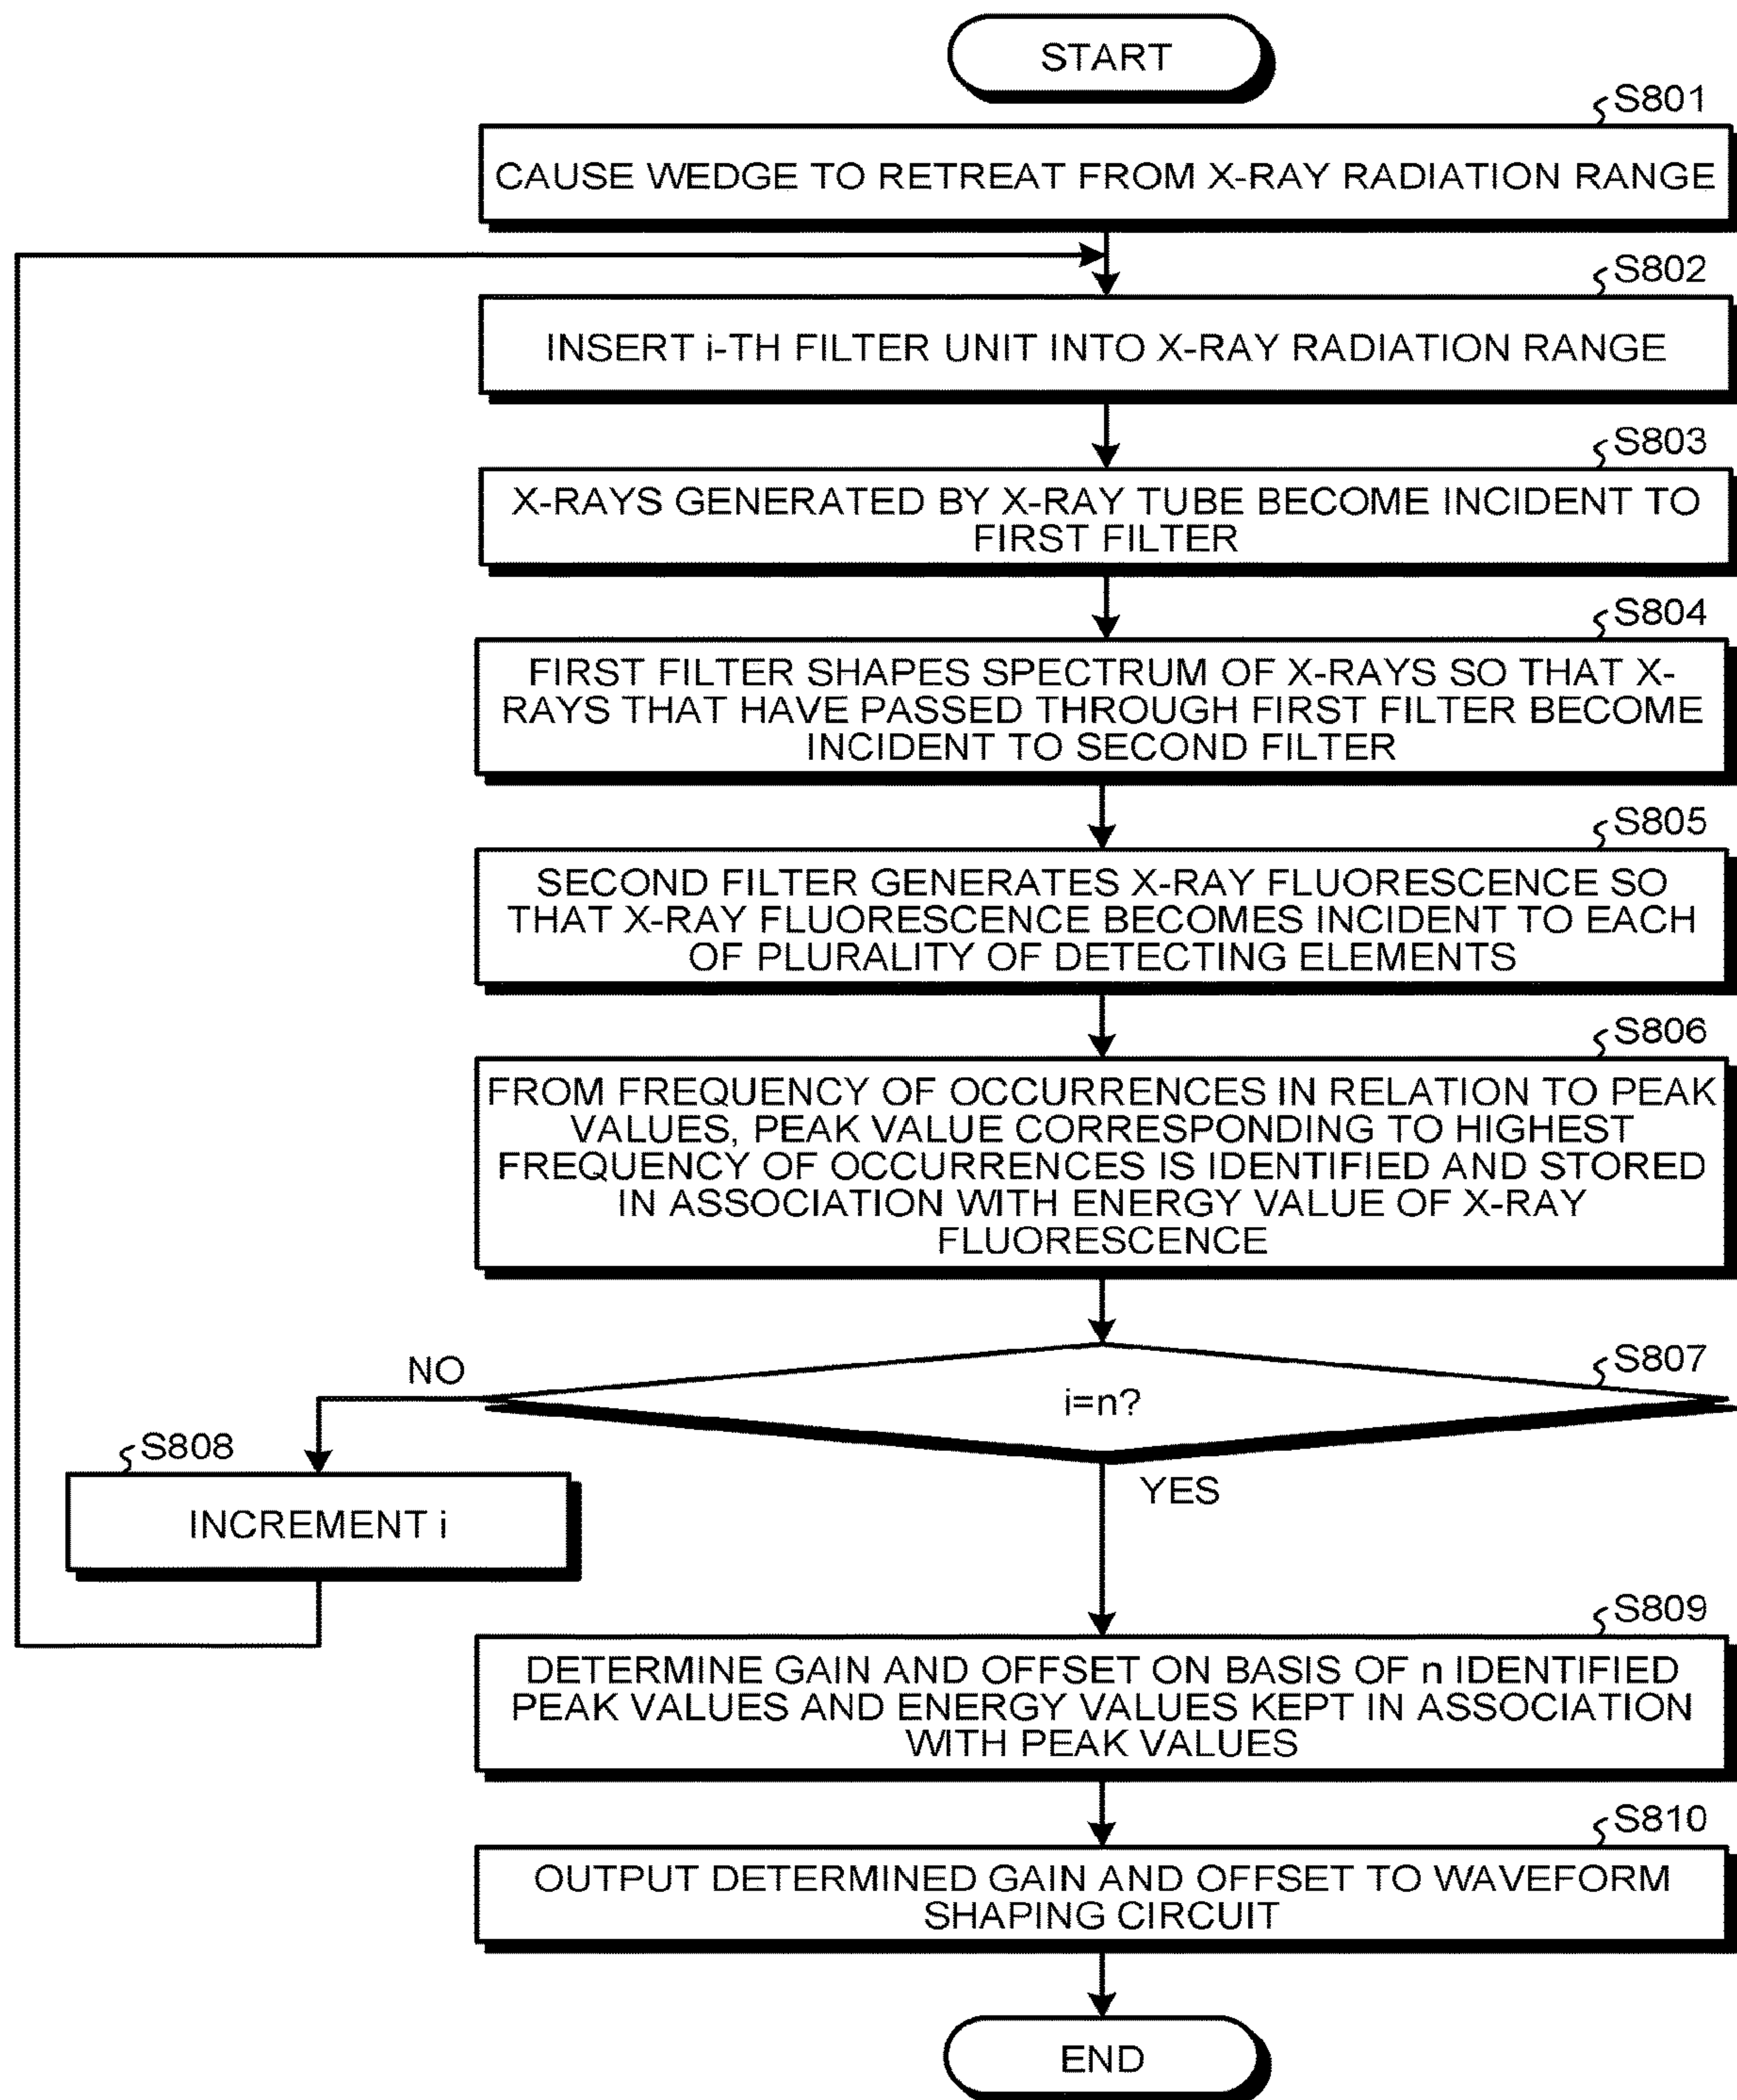 START
S801
CAUSE WEDGE TO RETREAT FROM X-RAY RADIATION RANGE
S802
INSERT i-TH FILTER UNIT INTO X-RAY RADIATION RANGE
S803
X-RAYS GENERATED BY X-RAY TUBE BECOME INCIDENT TO
FIRST FILTER
S804
FIRST FILTER SHAPES SPECTRUM OF X-RAYS SO THAT X-
RAYS THAT HAVE PASSED THROUGH FIRST FILTER BECOME
INCIDENT TO SECOND FILTER
S805
SECOND FILTER GENERATES X-RAY FLUORESCENCE SO
THAT X-RAY FLUORESCENCE BECOMES INCIDENT TO EACH
OF PLURALITY OF DETECTING ELEMENTS
S806
FROM FREQUENCY OF OCCURRENCES IN RELATION TO PEAK
VALUES, PEAK VALUE CORRESPONDING TO HIGHEST
FREQUENCY OF OCCURRENCES IS IDENTIFIED AND STORED
IN ASSOCIATION WITH ENERGY VALUE OF X-RAY
FLUORESCENCE
S807
NO
i=n?
S808
YES
INCREMENT i
S809
DETERMINE GAIN AND OFFSET ON BASIS OF n IDENTIFIED
PEAK VALUES AND ENERGY VALUES KEPT IN ASSOCIATION
WITH PEAK VALUES
S810
OUTPUT DETERMINED GAIN AND OFFSET TO WAVEFORM
SHAPING CIRCUIT
END